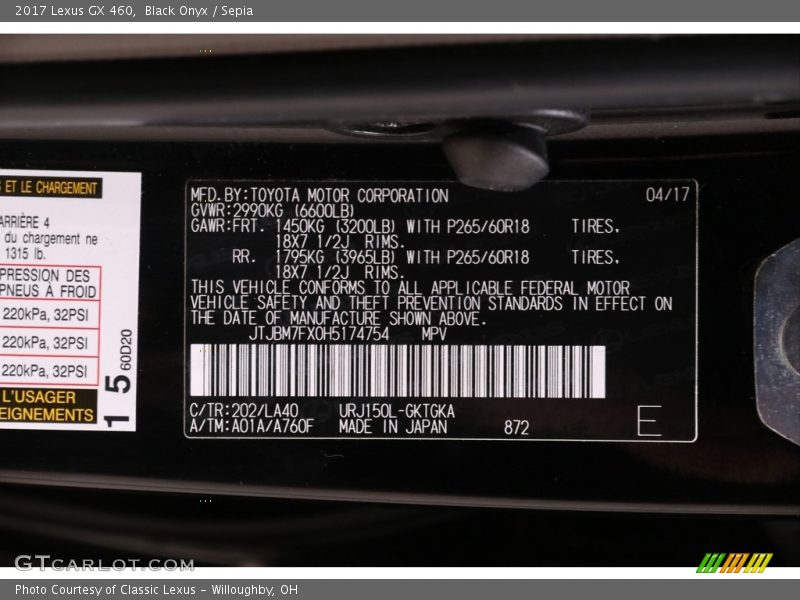 2017 Lexus GX 460, Black Onyx / Sepia
ET LE CHARGEMENT
ARRIÈRE 4
du chargement ne
1315 lb.
PRESSION DES
PNEUS À FROID
220kPa, 32PSI
220kPa, 32PSI
220kPa, 32PSI
L'USAGER
EIGNEMENTS
1 5 60D20
MFD.BY:TOYOTA MOTOR CORPORATION 04/17
GVWR:2990KG (6600LB)
GAWR:FRT. 1450KG (3200LB) WITH P265/60R18 TIRES.
18X7 1/2J RIMS.
RR. 1795KG (3965LB) WITH P265/60R18 TIRES.
18X7 1/2J RIMS.
THIS VEHICLE CONFORMS TO ALL APPLICABLE FEDERAL MOTOR
VEHICLE SAFETY AND THEFT PREVENTION STANDARDS IN EFFECT ON
THE DATE OF MANUFACTURE SHOWN ABOVE.
JTJBM7FX0H5174754 MPV
C/TR:202/LA40 URJ150L-GKTGKA
A/TM:A01A/A760F MADE IN JAPAN 872 E
GTCARLOT.COM
Photo Courtesy of Classic Lexus - Willoughby, OH